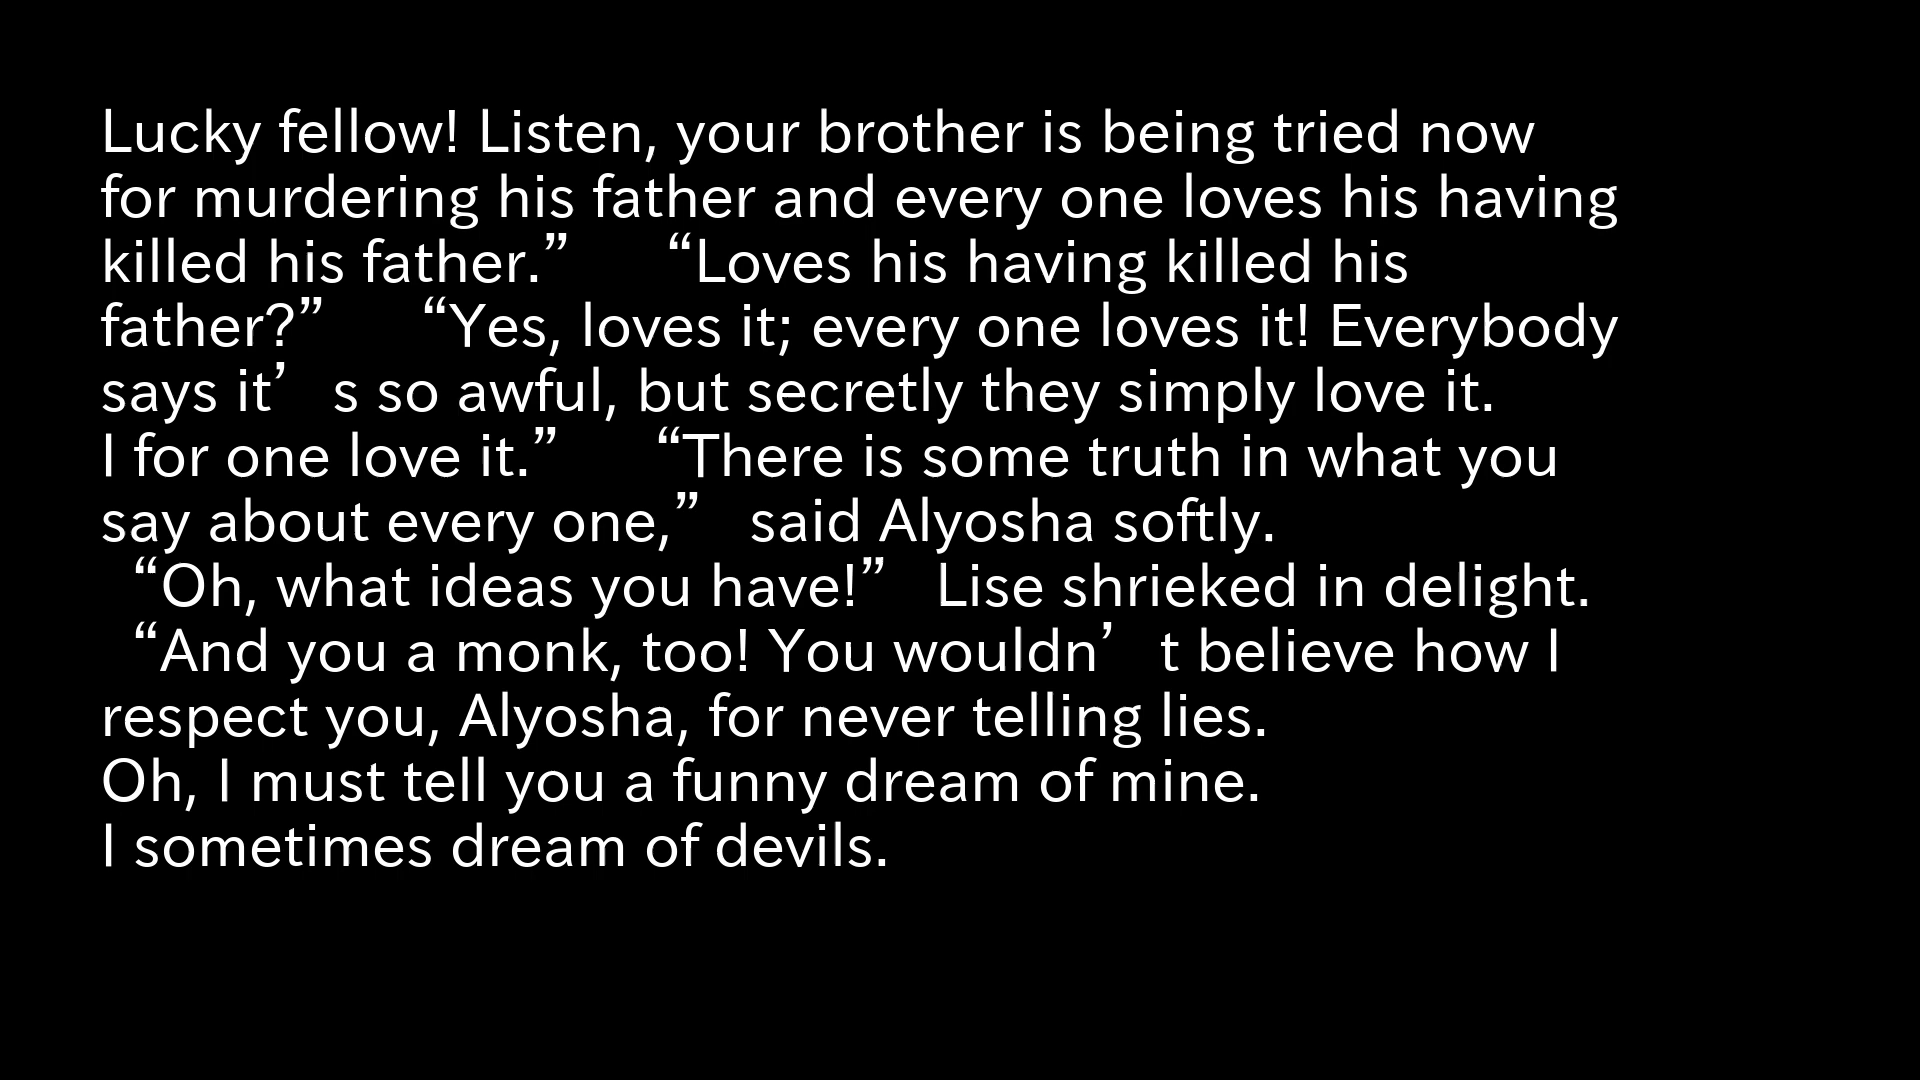 Lucky fellow! Listen, your brother is being tried now
for murdering his father and every one loves his having
killed his father.” “Loves his having killed his
father?” “Yes, loves it; every one loves it! Everybody
says it’s so awful, but secretly they simply love it.
I for one love it.” “There is some truth in what you
say about every one,” said Alyosha softly.
“Oh, what ideas you have!” Lise shrieked in delight.
“And you a monk, too! You wouldn’t believe how I
respect you, Alyosha, for never telling lies.
Oh, I must tell you a funny dream of mine.
I sometimes dream of devils.